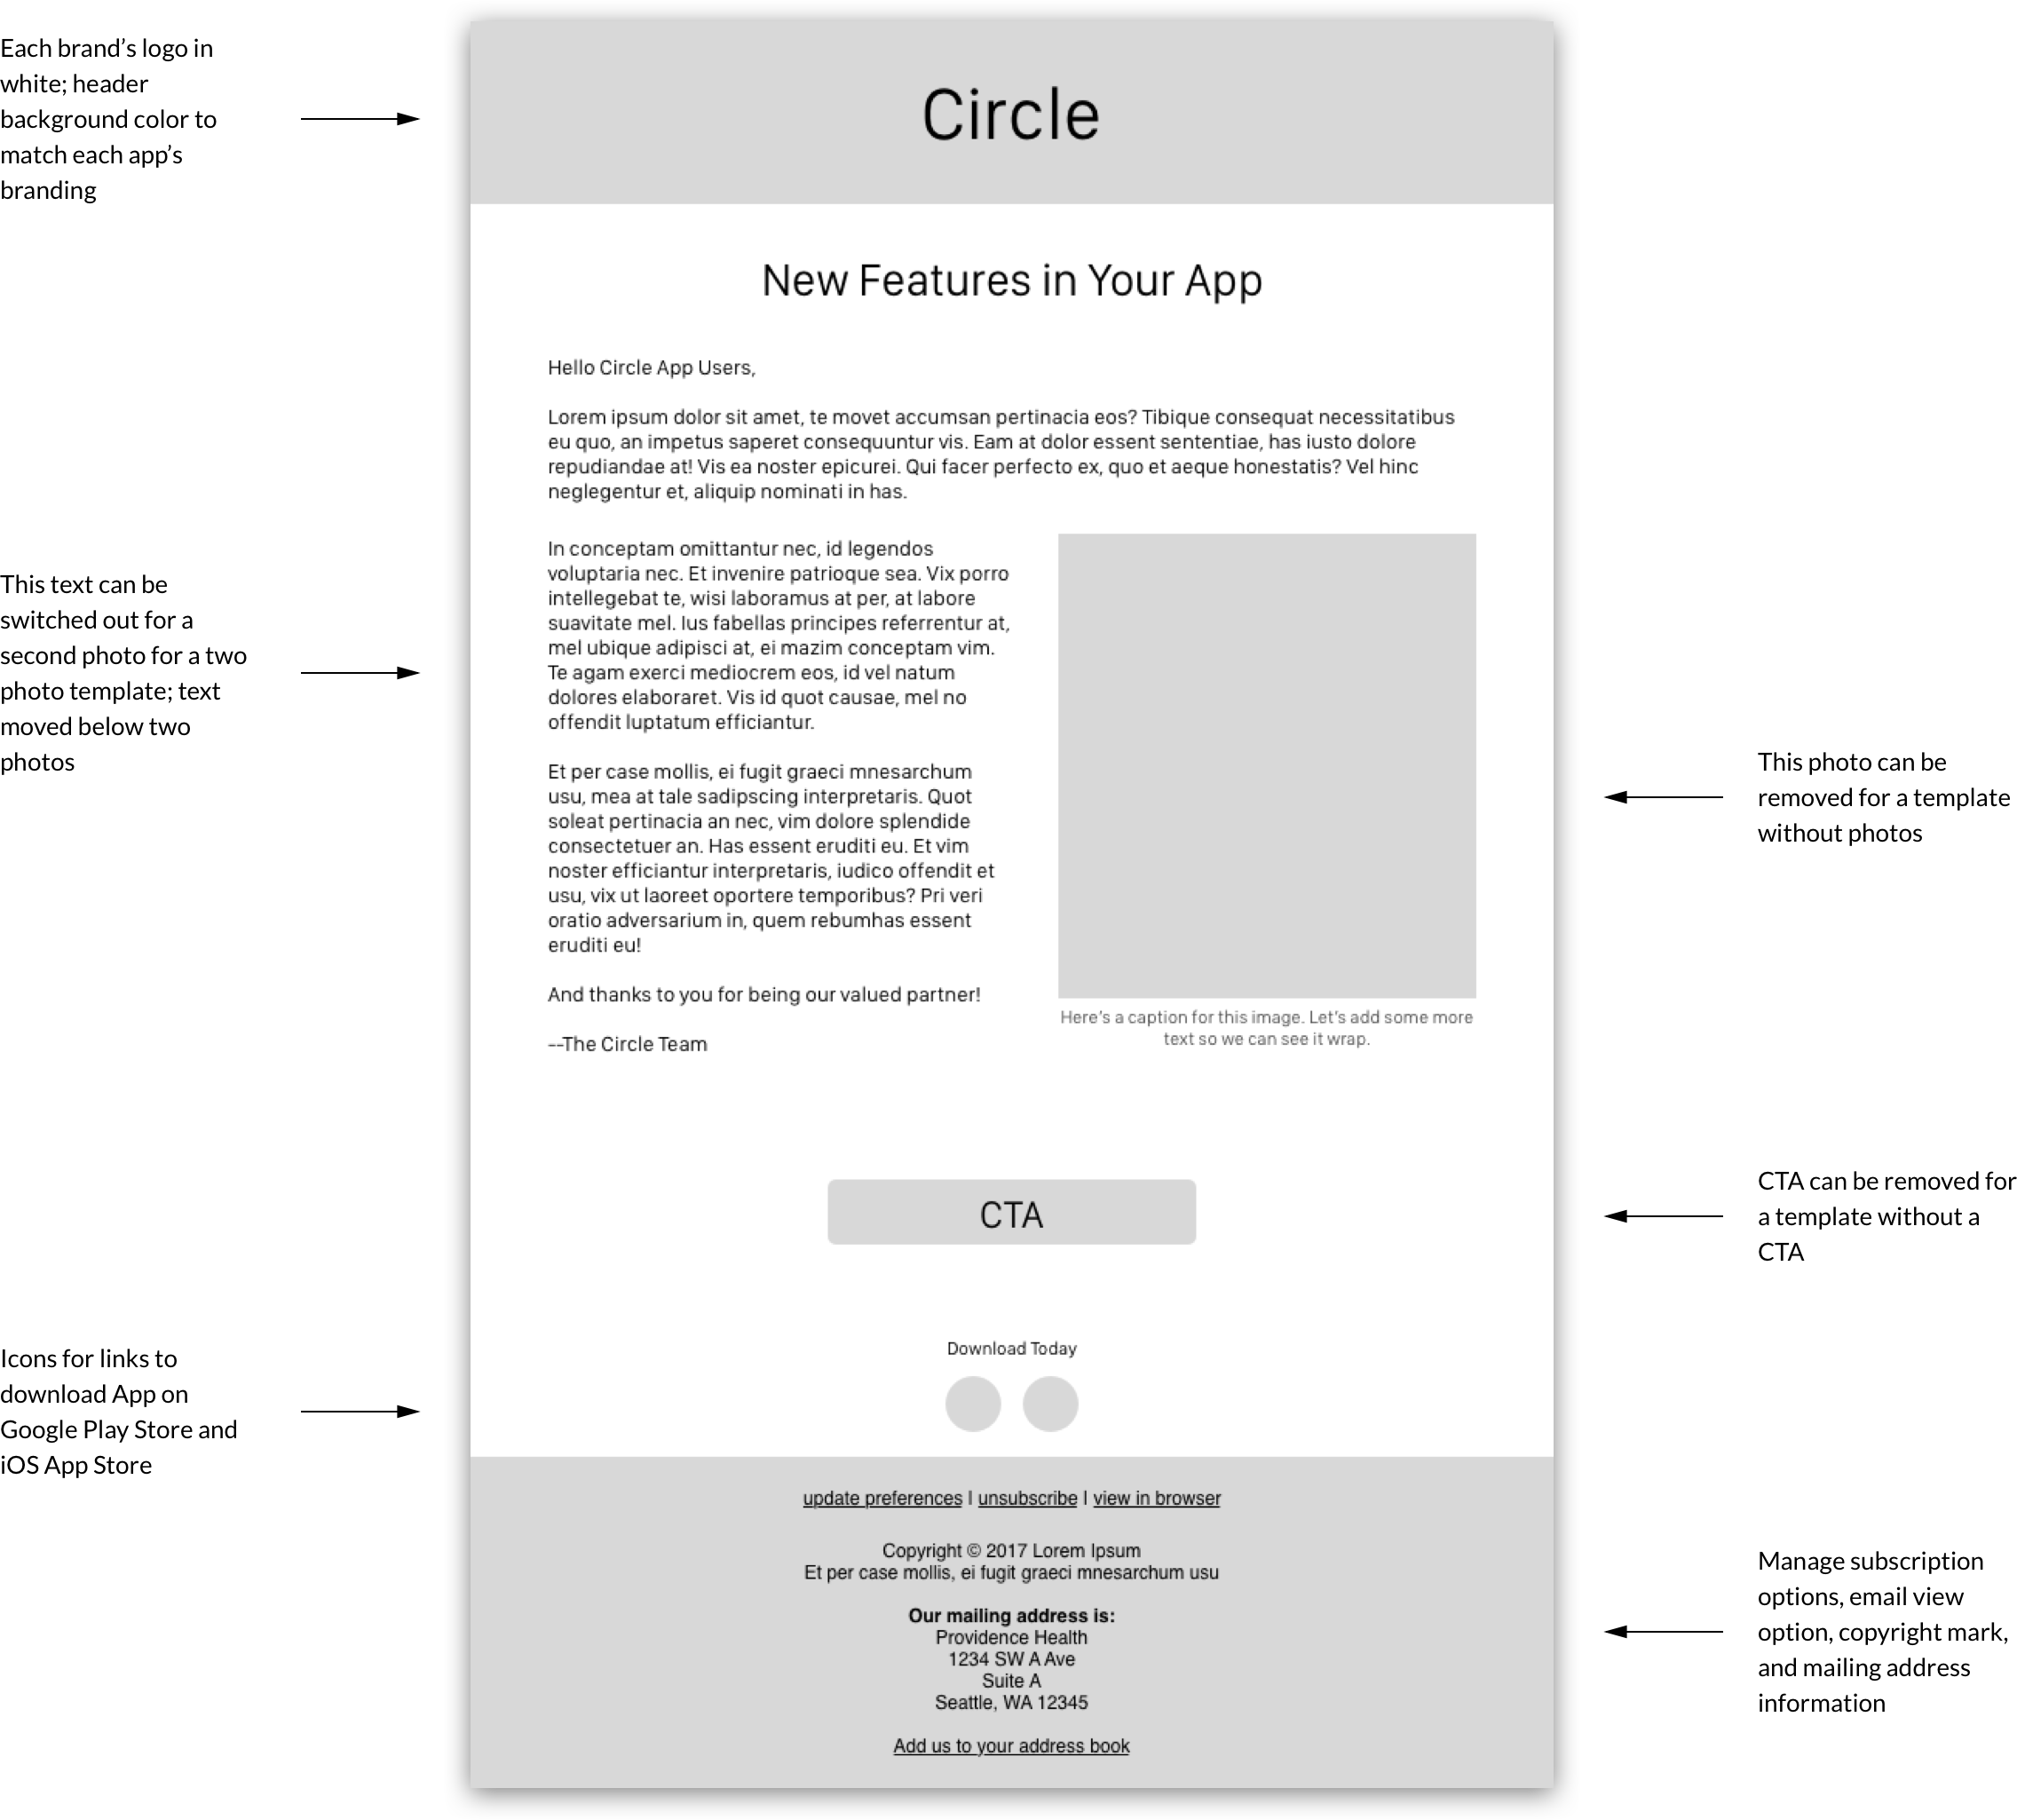 Each brand’s logo in
white; header
background color to
match each app’s
branding
Circle
New Features in Your App
Hello Circle App Users,
Lorem ipsum dolor sit amet, te movet accumsan pertinacia eos? Tibique consequat necessitatibus
eu quo, an impetus saperet consequuntur vis. Eam at dolor essent sententiae, has iusto dolore
repudiandae at! Vis ea noster epicurei. Qui facer perfecto ex, quo et aeque honestatis? Vel hinc
neglegentur et, aliquip nominati in has.
This text can be
switched out for a
second photo for a two
photo template; text
moved below two
photos
In conceptam omittantur nec, id legendos
voluptaria nec. Et invenire patrioque sea. Vix porro
intellegebat te, wisi laboramus at per, at labore
suavitate mel. Ius fabellas principes referrentur at,
mel ubique adipisci at, ei mazim conceptam vim.
Te agam exerci mediocrem eos, id vel natum
dolores elaboraret. Vis id quot causae, mel no
offendit luptatum efficiantur.
Et per case mollis, ei fugit graeci mnesarchum
usu, mea at tale sadipscing interpretaris. Quot
soleat pertinacia an nec, vim dolore splendide
consectetuer an. Has essent eruditi eu. Et vim
noster efficiantur interpretaris, iudico offendit et
usu, vix ut laoreet oportere temporibus? Pri veri
oratio adversarium in, quem rebumhas essent
eruditi eu!
And thanks to you for being our valued partner!
--The Circle Team
Here’s a caption for this image. Let’s add some more
text so we can see it wrap.
This photo can be
removed for a template
without photos
CTA
CTA can be removed for
a template without a
CTA
Icons for links to
download App on
Google Play Store and
iOS App Store
Download Today
update preferences | unsubscribe | view in browser
Copyright © 2017 Lorem Ipsum
Et per case mollis, ei fugit graeci mnesarchum usu
Our mailing address is:
Providence Health
1234 SW A Ave
Suite A
Seattle, WA 12345
Add us to your address book
Manage subscription
options, email view
option, copyright mark,
and mailing address
information